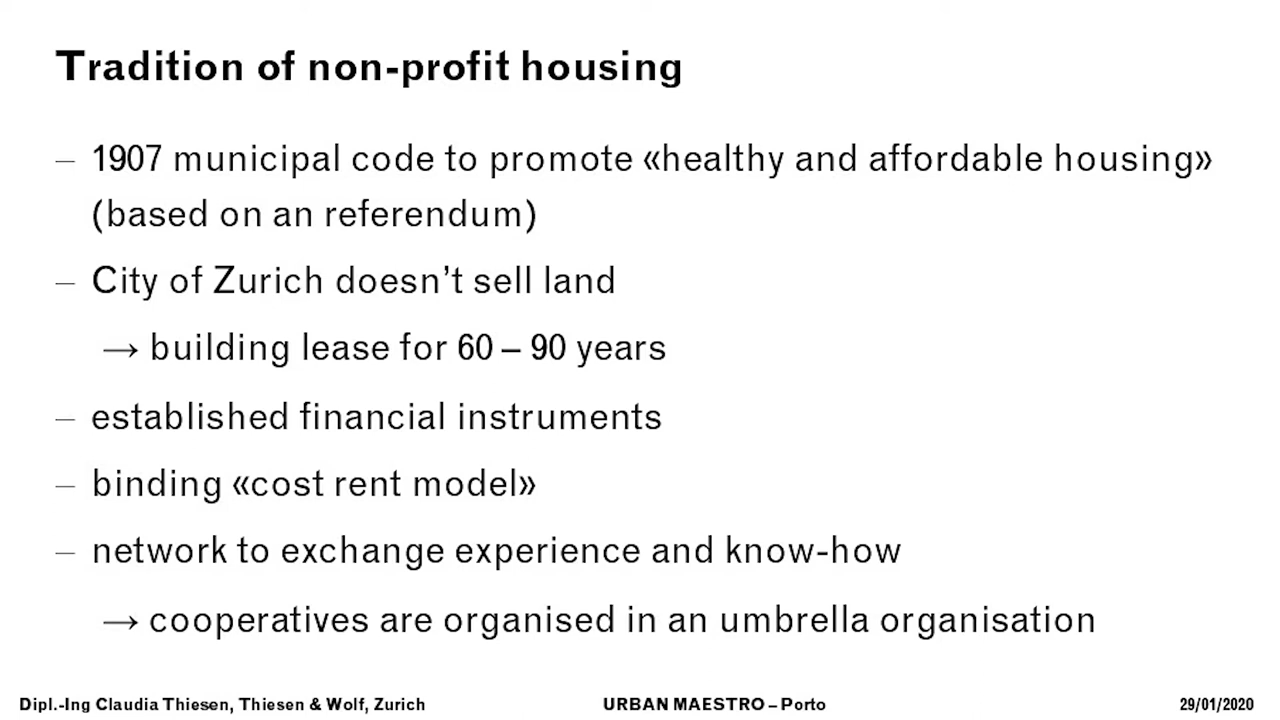 Tradition of non-profit housing
– 1907 municipal code to promote «healthy and affordable housing»
(based on an referendum)
– City of Zurich doesn't sell land
→ building lease for 60 – 90 years
– established financial instruments
– binding «cost rent model»
– network to exchange experience and know-how
→ cooperatives are organised in an umbrella organisation
Dipl.-Ing Claudia Thiesen, Thiesen & Wolf, Zurich URBAN MAESTRO – Porto 29/01/2020